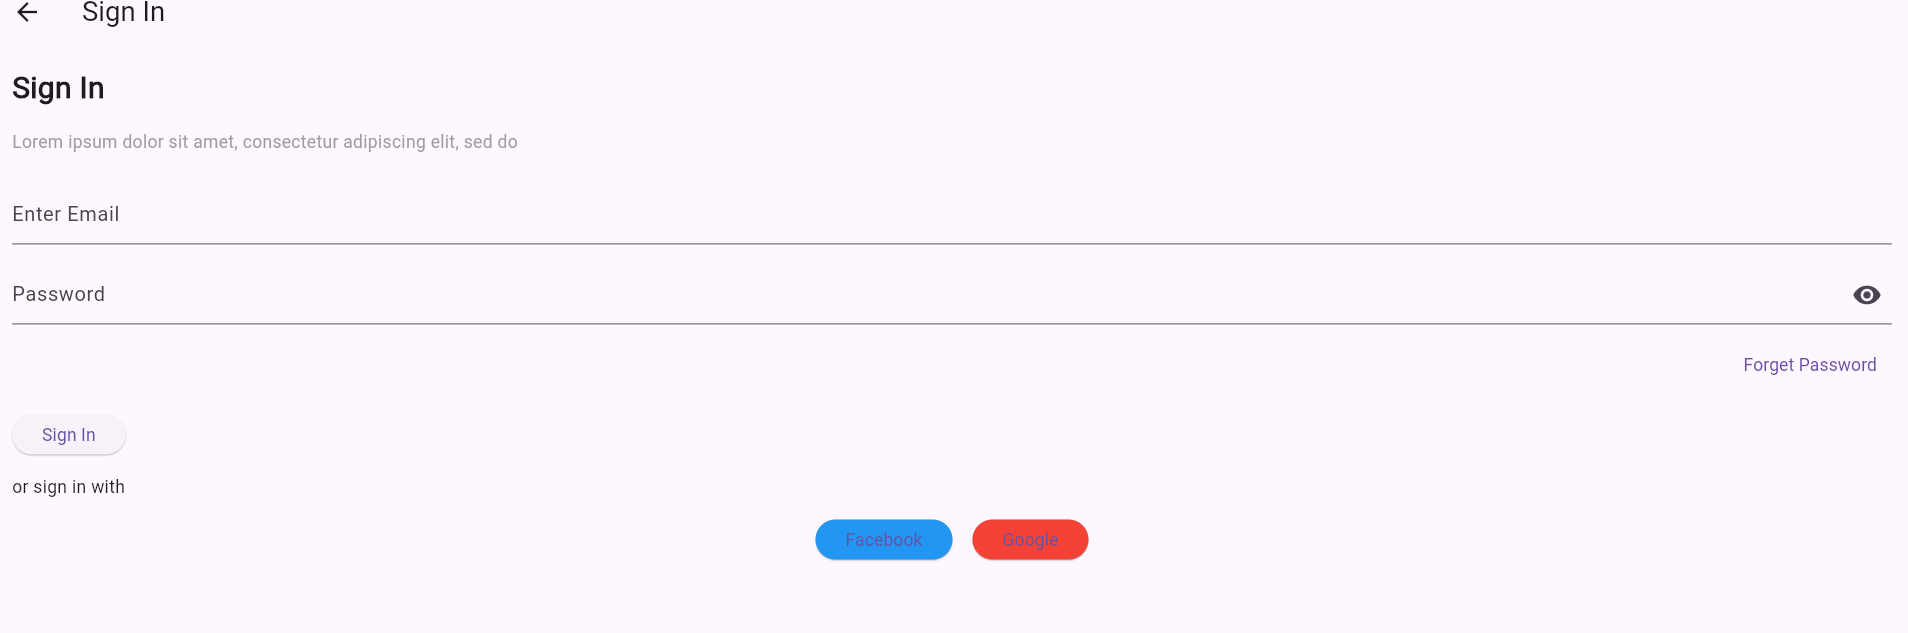 Sign In
Sign In
Lorem ipsum dolor sit amet, consectetur adipiscing elit, sed do
Enter Email
Password
Forget Password
Sign In
or sign in with
Facebook Google